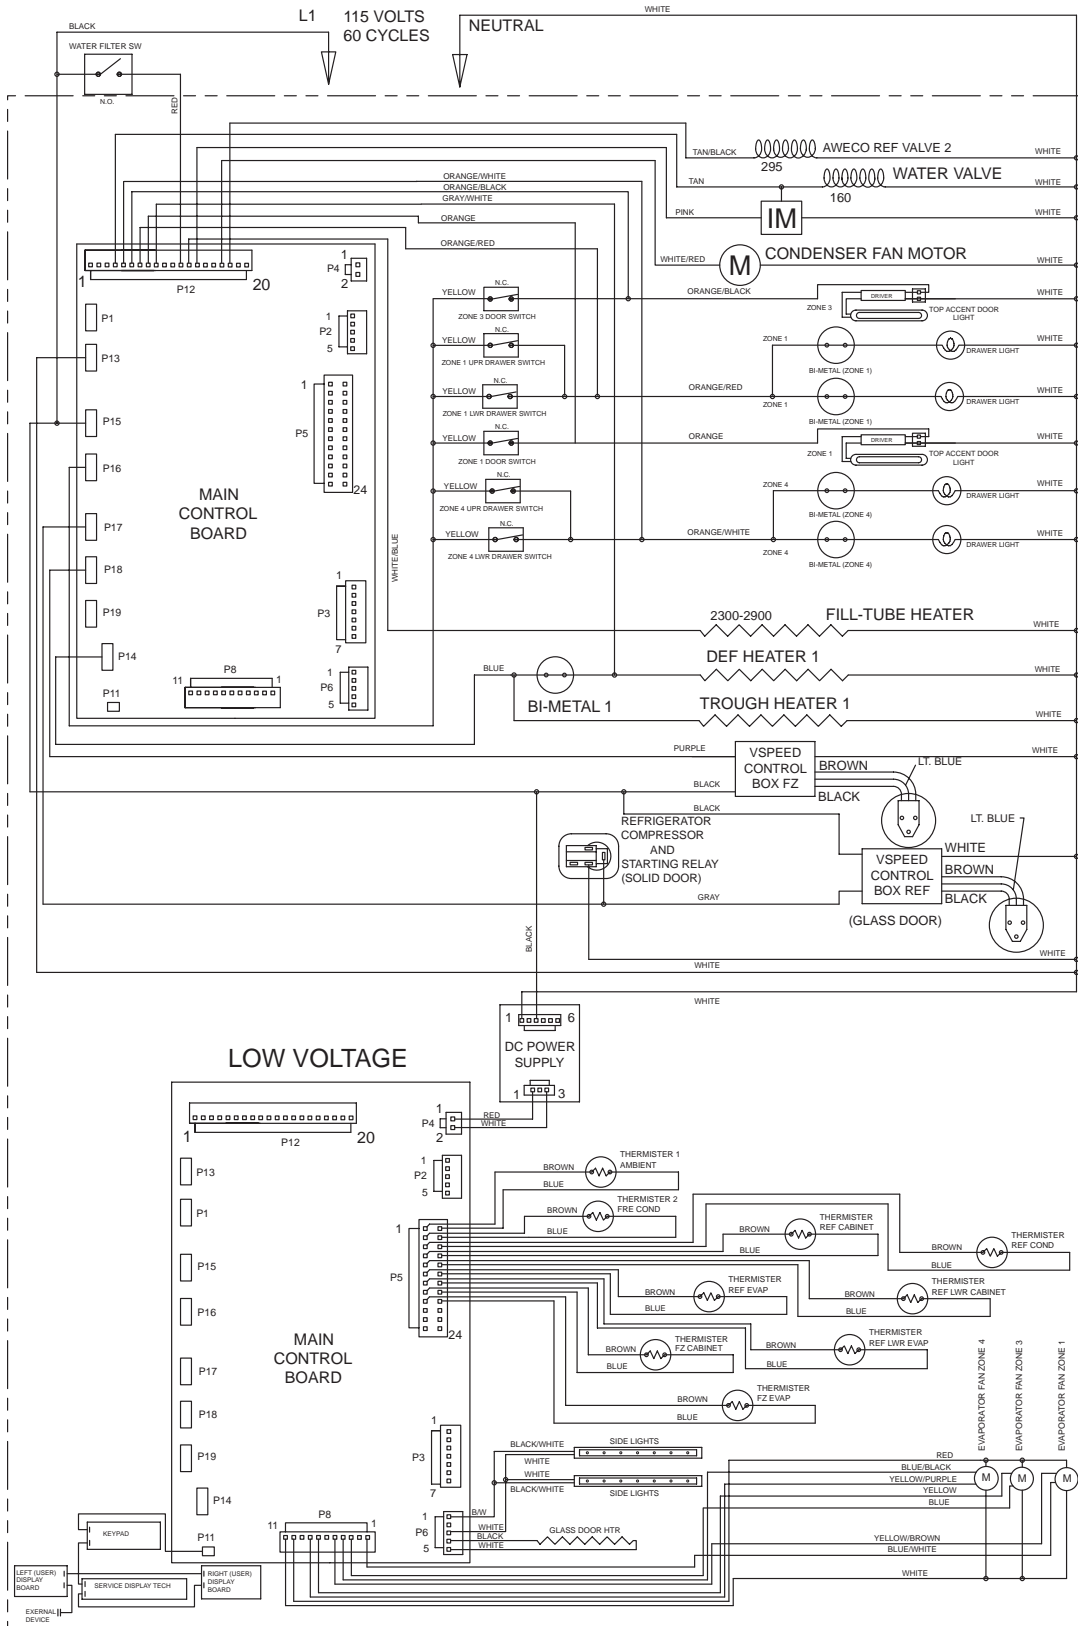 L1
115 VOLTS
60 CYCLES
NEUTRAL
WHITE
BLACK
WATER FILTER SW
N.O.
RED
TAN/BLACK
295
AWECO REF VALVE 2
WHITE
TAN
160
WATER VALVE
WHITE
PINK
IM
WHITE
ORANGE/WHITE
ORANGE/BLACK
GRAY/WHITE
ORANGE
ORANGE/RED
WHITE/RED
M
CONDENSER FAN MOTOR
WHITE
1
P12
20
1
P4
2
P1
1
P2
5
P13
1
P5
24
P15
P16
MAIN
CONTROL
BOARD
P17
P18
P19
1
P3
7
P14
P8
11
1
P11
1
P6
5
WHITE/BLUE
YELLOW
N.C.
ZONE 3 DOOR SWITCH
ORANGE/BLACK
ZONE 3
DRIVER
TOP ACCENT DOOR
LIGHT
WHITE
YELLOW
N.C.
ZONE 1 UPR DRAWER SWITCH
ZONE 1
BI-METAL (ZONE 1)
DRAWER LIGHT
WHITE
YELLOW
N.C.
ZONE 1 LWR DRAWER SWITCH
ORANGE/RED
ZONE 1
BI-METAL (ZONE 1)
DRAWER LIGHT
WHITE
YELLOW
N.C.
ZONE 1 DOOR SWITCH
ORANGE
ZONE 1
DRIVER
TOP ACCENT DOOR
LIGHT
WHITE
YELLOW
N.C.
ZONE 4 UPR DRAWER SWITCH
ZONE 4
BI-METAL (ZONE 4)
DRAWER LIGHT
WHITE
YELLOW
N.C.
ZONE 4 LWR DRAWER SWITCH
ORANGE/WHITE
ZONE 4
BI-METAL (ZONE 4)
DRAWER LIGHT
WHITE
2300-2900
FILL-TUBE HEATER
WHITE
BLUE
BI-METAL 1
DEF HEATER 1
WHITE
TROUGH HEATER 1
WHITE
PURPLE
VSPEED
CONTROL
BOX FZ
WHITE
BROWN
LT. BLUE
BLACK
BLACK
BLACK
REFRIGERATOR
COMPRESSOR
AND
STARTING RELAY
(SOLID DOOR)
LT. BLUE
VSPEED
CONTROL
BOX REF
WHITE
BROWN
BLACK
GRAY
(GLASS DOOR)
BLACK
WHITE
WHITE
WHITE
1
6
DC POWER
SUPPLY
1
3
LOW VOLTAGE
1
P12
20
1
P4
2
RED
WHITE
P13
1
P2
5
P1
1
P5
24
P15
P16
MAIN
CONTROL
BOARD
P17
P18
P19
1
P3
7
P14
P8
11
1
P11
1
P6
5
BROWN
THERMISTER 1
AMBIENT
BLUE
BROWN
THERMISTER 2
FRE COND
BLUE
BROWN
THERMISTER
REF CABINET
BLUE
BROWN
THERMISTER
REF COND
BLUE
BROWN
THERMISTER
REF EVAP
BLUE
BROWN
THERMISTER
REF LWR CABINET
BLUE
BROWN
THERMISTER
FZ CABINET
BLUE
BROWN
THERMISTER
REF LWR EVAP
BLUE
BROWN
THERMISTER
FZ EVAP
BLUE
EVAPORATOR FAN ZONE 4
EVAPORATOR FAN ZONE 3
EVAPORATOR FAN ZONE 1
BLACK/WHITE
SIDE LIGHTS
WHITE
WHITE
BLACK/WHITE
SIDE LIGHTS
RED
BLUE/BLACK
YELLOW/PURPLE
YELLOW
BLUE
M
M
M
B/W
WHITE
BLACK
WHITE
GLASS DOOR HTR
YELLOW/BROWN
BLUE/WHITE
WHITE
KEYPAD
LEFT (USER)
DISPLAY
BOARD
SERVICE DISPLAY TECH
RIGHT (USER)
DISPLAY
BOARD
EXERNAL
DEVICE